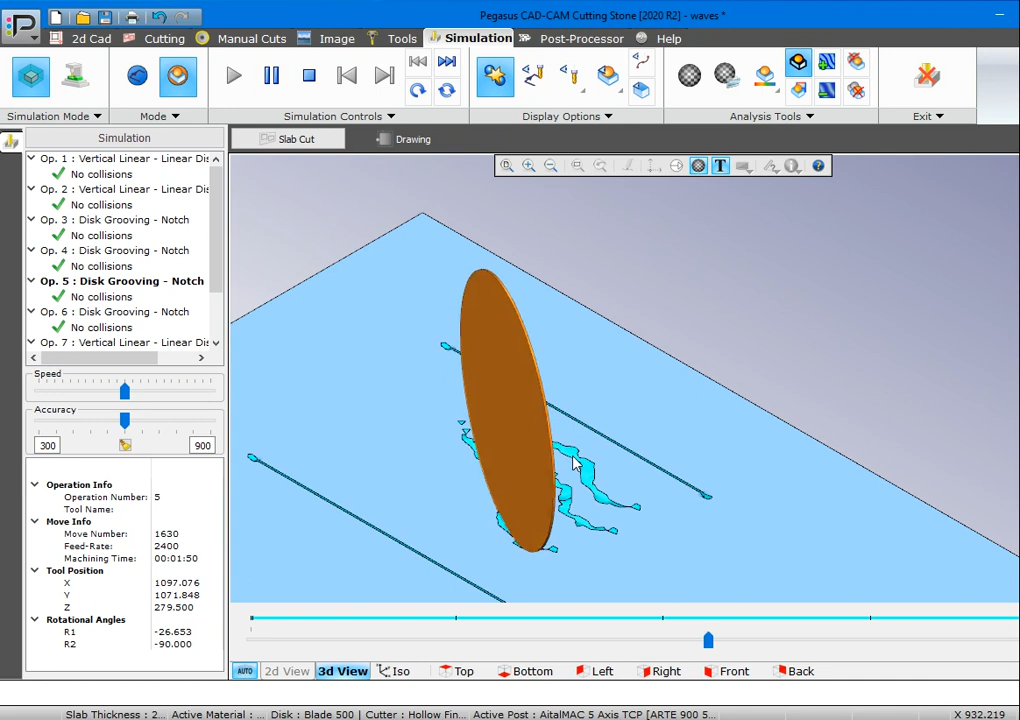 Pegasus CAD-CAM Cutting Stone [2020 R2] - waves*
2d Cad Cutting Manual Cuts Image Tools Simulation Post-Processor Help
Simulation Mode Mode Simulation Controls Display Options Analysis Tools Exit
Simulation Slab Cut Drawing
Op. 1 : Vertical Linear - Linear Dis
No collisions
Op. 2 : Vertical Linear - Linear Dis
No collisions
Op. 3 : Disk Grooving - Notch
No collisions
Op. 4 : Disk Grooving - Notch
No collisions
Op. 5 : Disk Grooving - Notch
No collisions
Op. 6 : Disk Grooving - Notch
No collisions
Op. 7 : Vertical Linear - Linear Dis
Speed
Accuracy
300 900
Operation Info
Operation Number: 5
Tool Name:
Move Info
Move Number: 1630
Feed-Rate: 2400
Machining Time: 00:01:50
Tool Position
X 1097.076
Y 1071.848
Z 279.500
Rotational Angles
R1 -26.653
R2 -90.000
AUTO 2d View 3d View Iso Top Bottom Left Right Front Back
Slab Thickness : 2... Active Material : ... Disk : Blade 500 Cutter : Hollow Fin... Active Post : AitalMAC 5 Axis TCP [ARTE 900 5... X 932.219